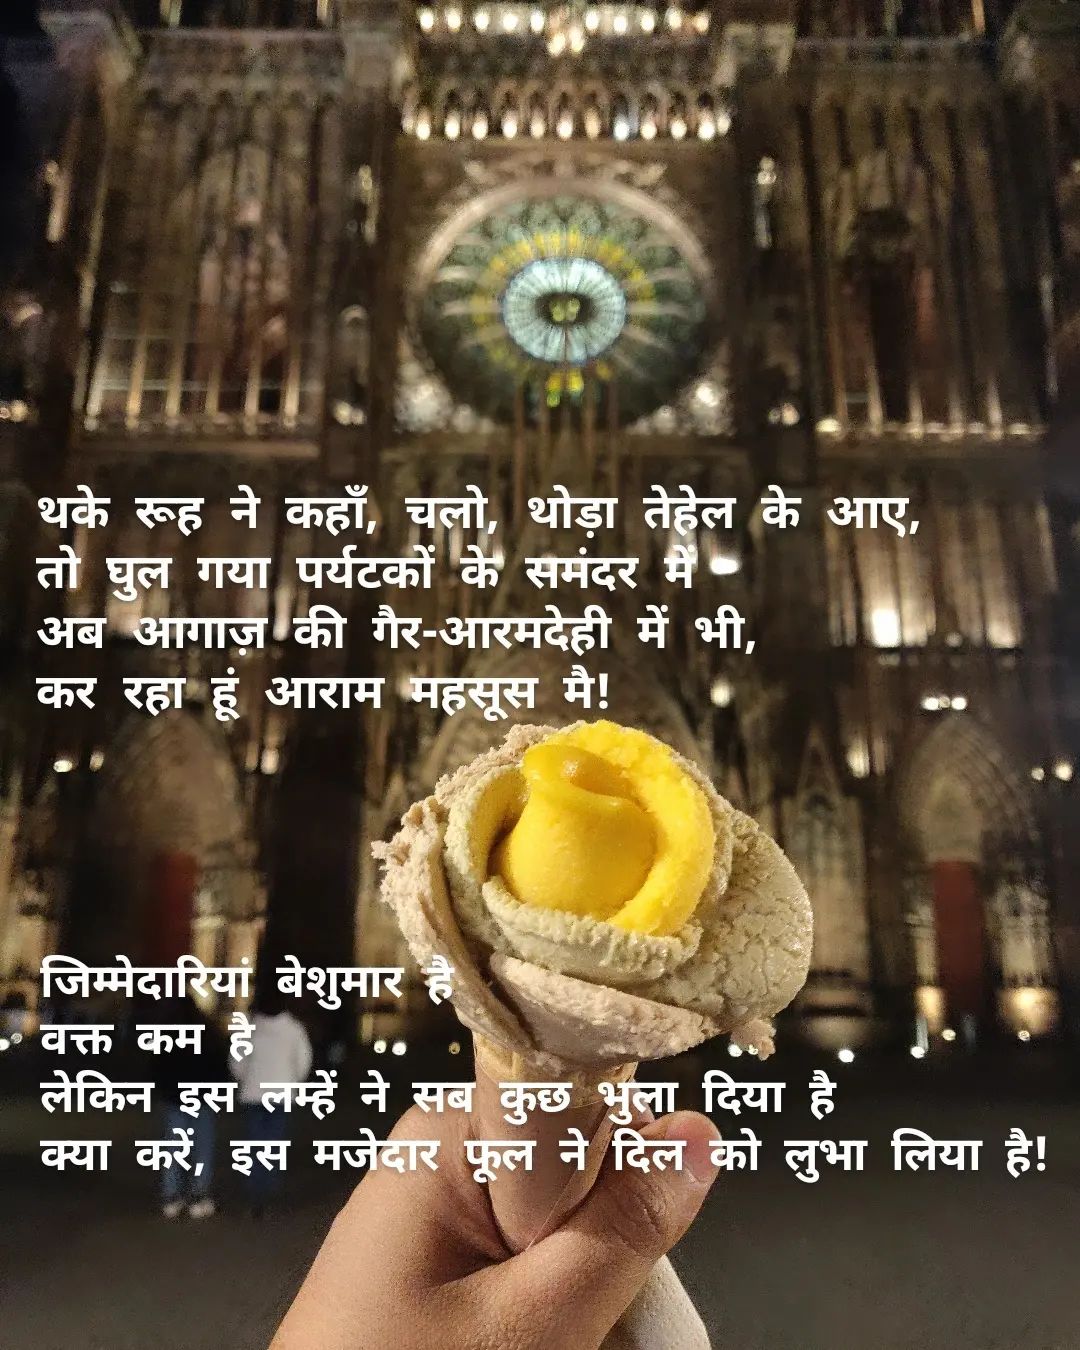 थके रूह ने कहाँ, चलो, थोड़ा तेहेल के आए,
तो घुल गया पर्यटकों के समंदर में
अब आगाज़ की गैर-आरमदेही में भी,
कर रहा हूं आराम महसूस मै!
जिम्मेदारियां बेशुमार है
वक्त कम है
लेकिन इस लम्हें ने सब कुछ भुला दिया है
क्या करें, इस मजेदार फूल ने दिल को लुभा लिया है!